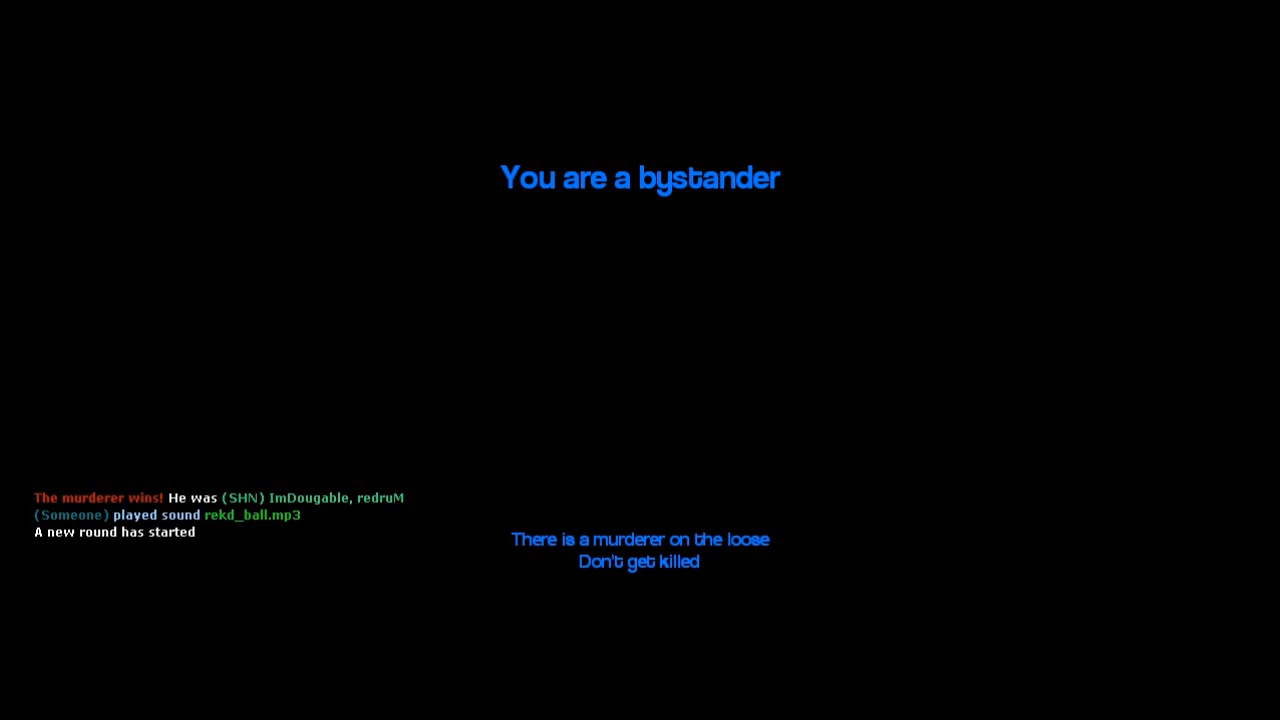 You are a bystander
The murderer wins! He was (SHN) ImDougable, redruM
(Someone) played sound rekd_ball.mp3
A new round has started
There is a murderer on the loose
Don't get killed